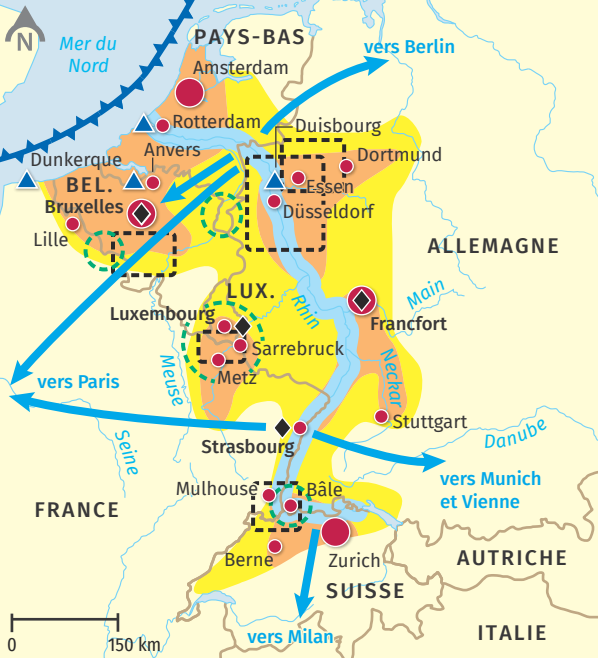 N
Mer du
Nord
PAYS-BAS
Amsterdam
vers Berlin
Rotterdam
Duisbourg
Dunkerque
Anvers
Dortmund
BEL.
Essen
Bruxelles
Düsseldorf
Lille
ALLEMAGNE
LUX.
Rhin
Main
Luxembourg
Francfort
Sarrebruck
Meuse
Metz
Neckar
vers Paris
Stuttgart
Seine
Strasbourg
Danube
vers Munich
et Vienne
Mulhouse
Bâle
FRANCE
Berne
Zurich
AUTRICHE
SUISSE
ITALIE
vers Milan
0
150 km